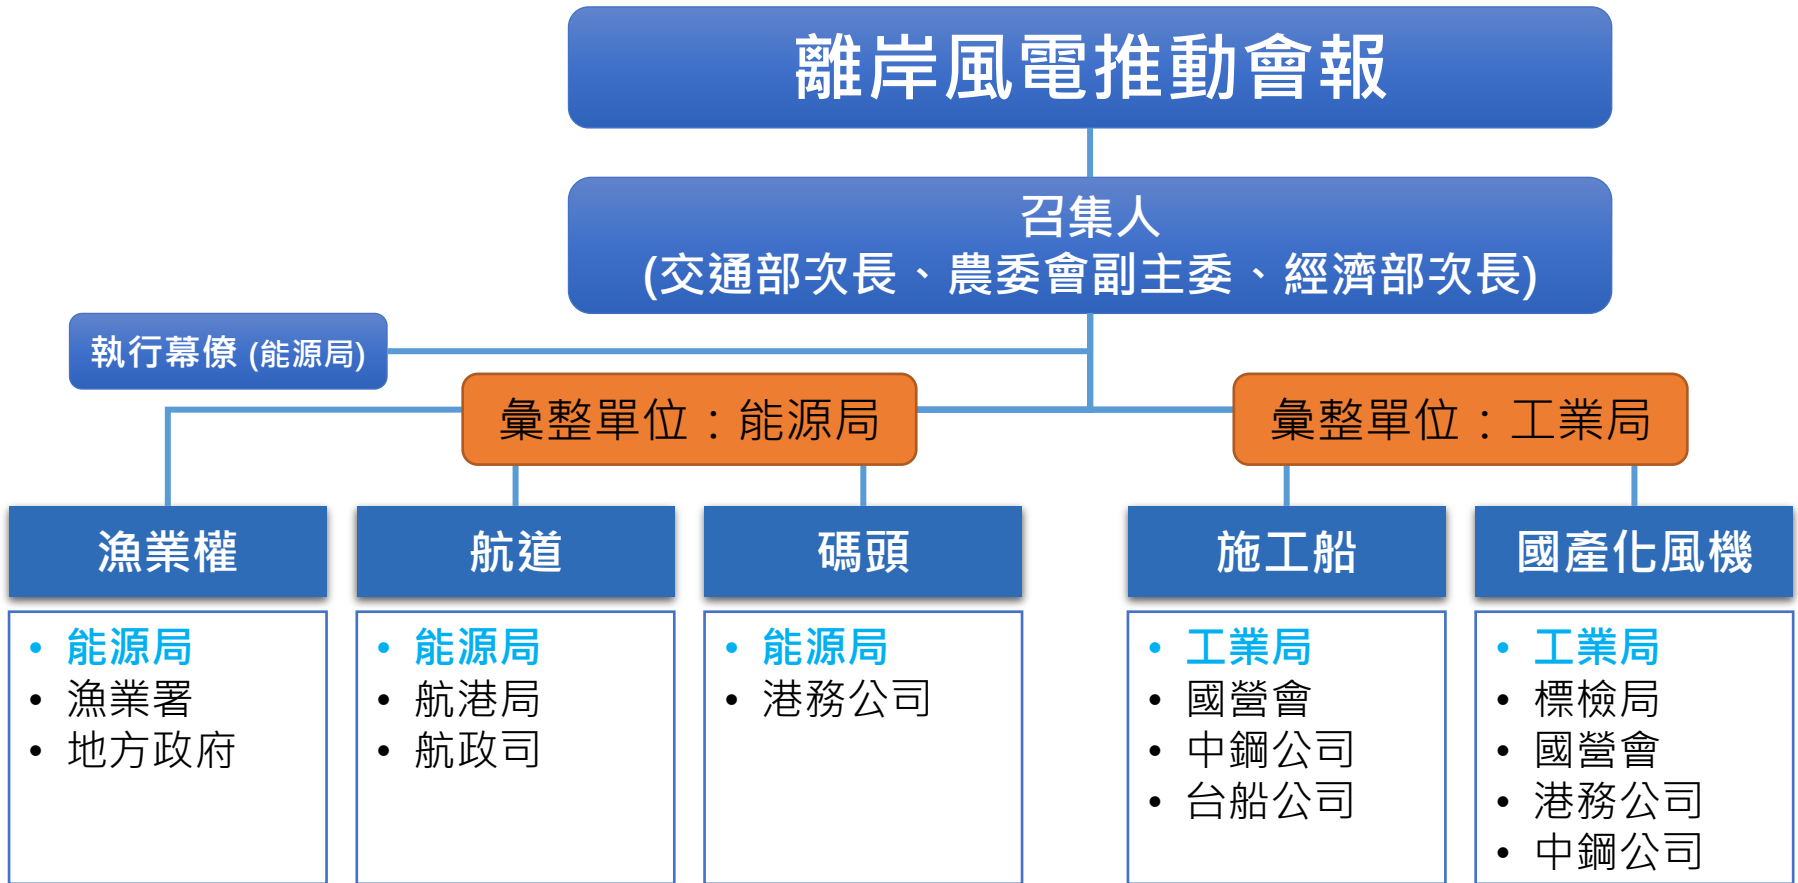 離岸風電推動會報
召集人
(交通部次長、農委會副主委、經濟部次長)
執行幕僚 (能源局)
彙整單位：能源局
彙整單位：工業局
漁業權
• 能源局
• 漁業署
• 地方政府
航道
• 能源局
• 航港局
• 航政司
碼頭
• 能源局
• 港務公司
施工船
• 工業局
• 國營會
• 中鋼公司
• 台船公司
國產化風機
• 工業局
• 標檢局
• 國營會
• 港務公司
• 中鋼公司